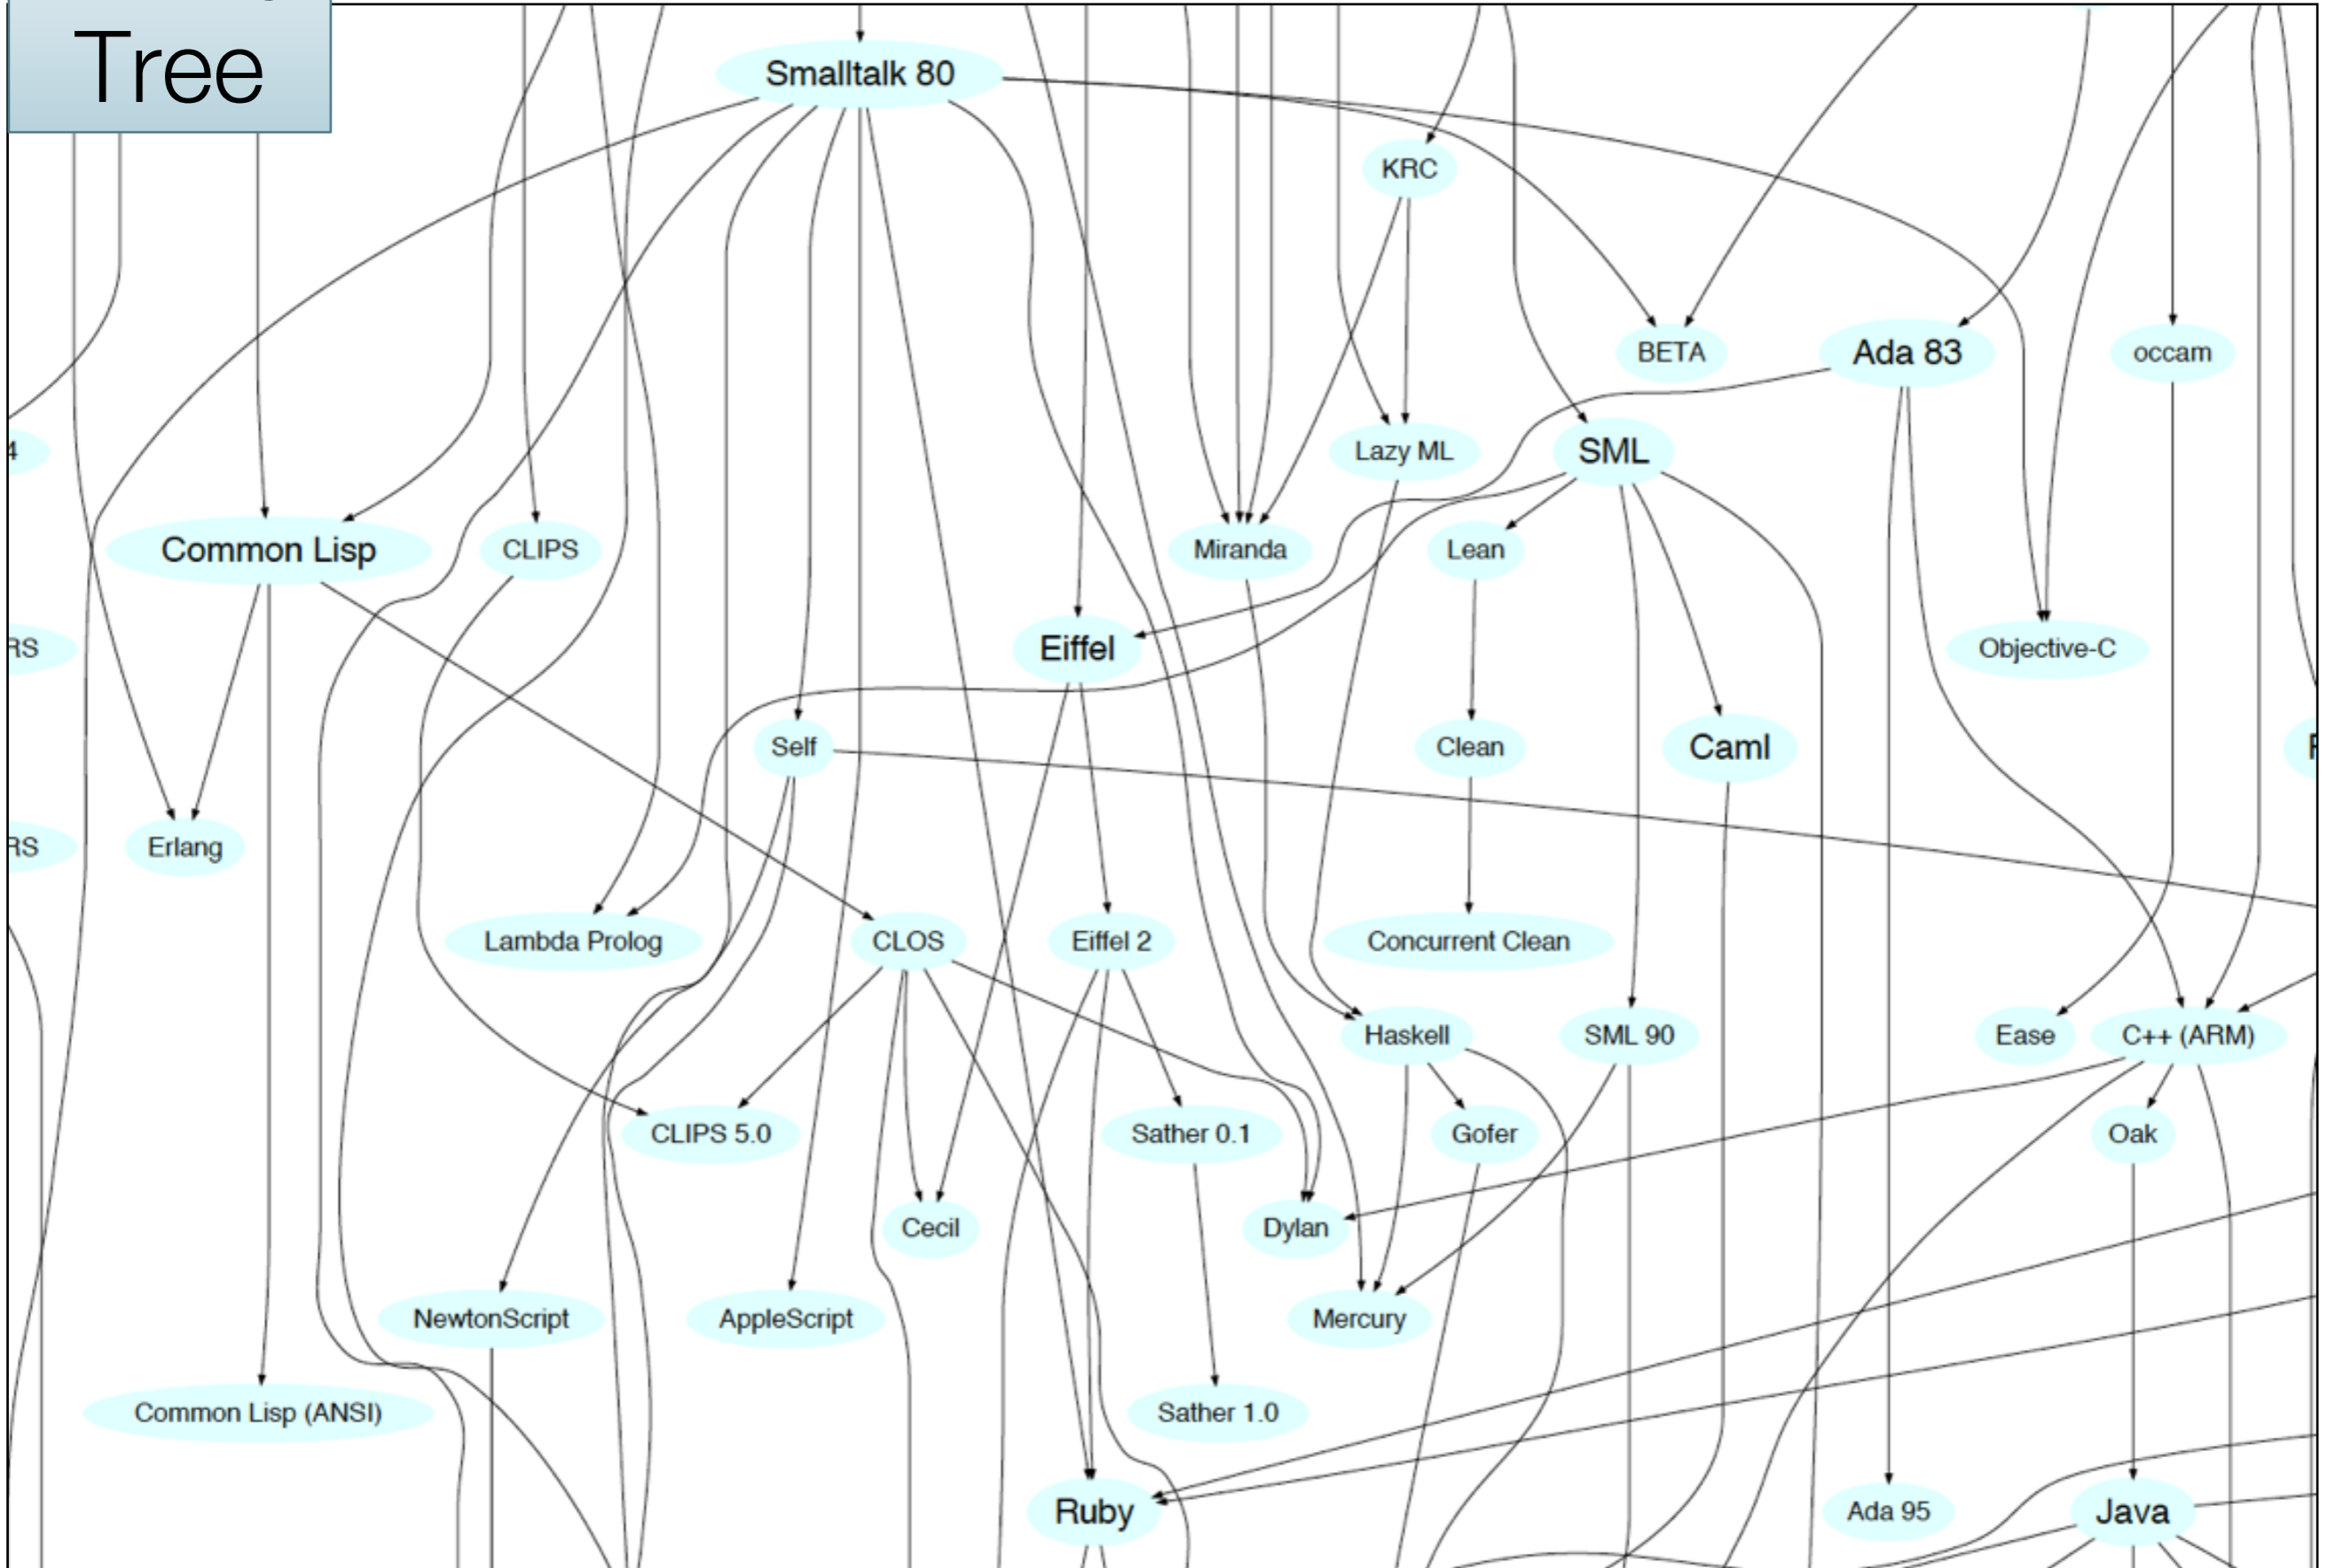 Tree
Smalltalk 80
KRC
BETA
Ada 83
occam
4
Lazy ML
SML
Common Lisp
CLIPS
Miranda
Lean
RS
Eiffel
Objective-C
Self
Clean
Caml
F
RS
Erlang
Lambda Prolog
CLOS
Eiffel 2
Concurrent Clean
Haskell
SML 90
Ease
C++ (ARM)
CLIPS 5.0
Sather 0.1
Gofer
Oak
Cecil
Dylan
NewtonScript
AppleScript
Mercury
Common Lisp (ANSI)
Sather 1.0
Ruby
Ada 95
Java